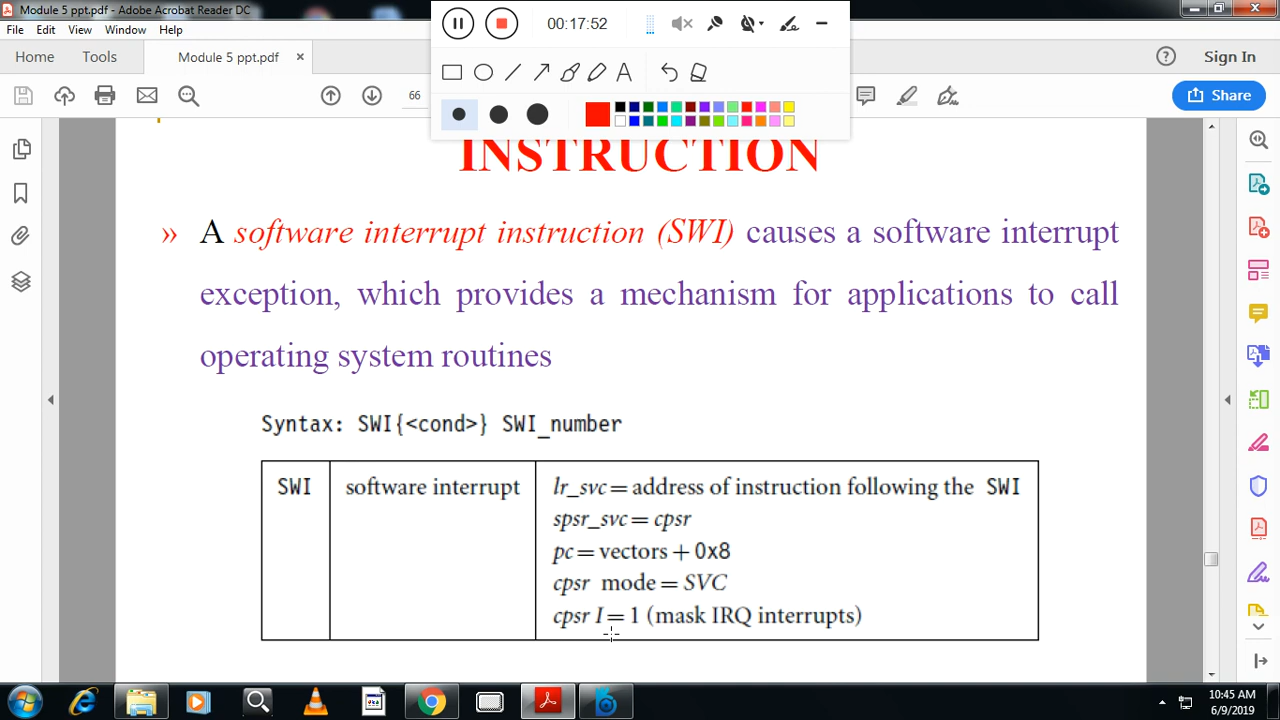 Module 5 ppt.pdf - Adobe Acrobat Reader DC
File Edit View Window Help
00:17:52
Home Tools Module 5 ppt.pdf × Sign In
A
66
Share
INSTRUCTION
» A software interrupt instruction (SWI) causes a software interrupt
exception, which provides a mechanism for applications to call
operating system routines
Syntax: SWI{<cond>} SWI_number
SWI software interrupt lr_svc = address of instruction following the SWI
spsr_svc = cpsr
pc = vectors + 0x8
cpsr mode = SVC
cpsr I = 1 (mask IRQ interrupts)
10:45 AM
6/9/2019